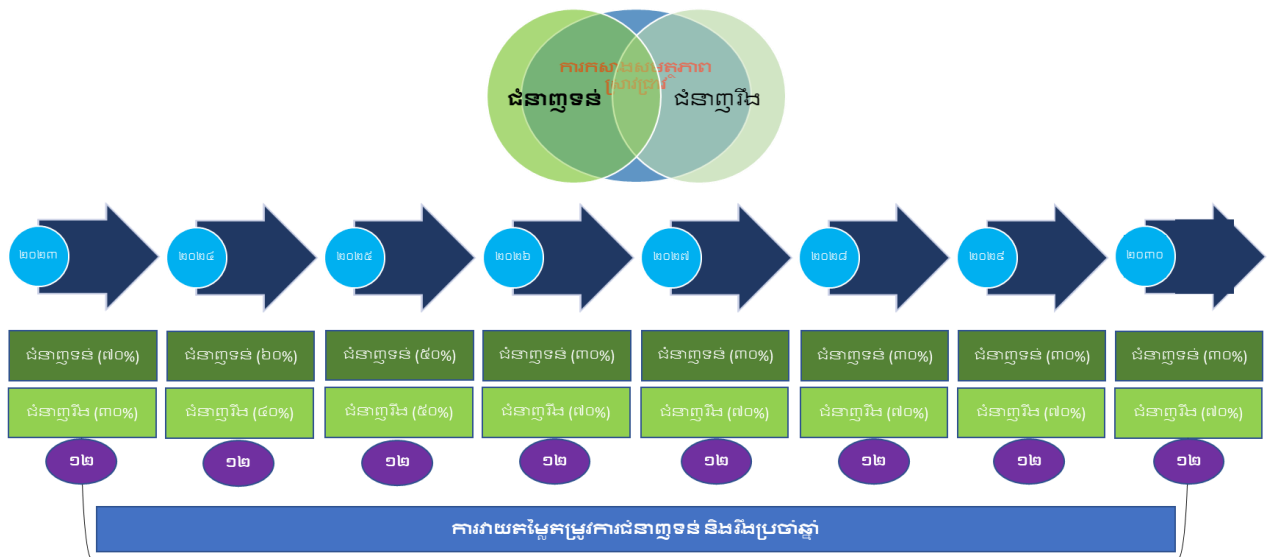 ការកសាងសមត្ថភាព
ស្រាវជ្រាវ
ជំនាញទន់ ជំនាញរឹង
២០២៣ ២០២៤ ២០២៥ ២០២៦ ២០២៧ ២០២៨ ២០២៩ ២០៣០
ជំនាញទន់ (៧០%) ជំនាញទន់ (៦០%) ជំនាញទន់ (៥០%) ជំនាញទន់ (៣០%) ជំនាញទន់ (៣០%) ជំនាញទន់ (៣០%) ជំនាញទន់ (៣០%) ជំនាញទន់ (៣០%)
ជំនាញរឹង (៣០%) ជំនាញរឹង (៤០%) ជំនាញរឹង (៥០%) ជំនាញរឹង (៧០%) ជំនាញរឹង (៧០%) ជំនាញរឹង (៧០%) ជំនាញរឹង (៧០%) ជំនាញរឹង (៧០%)
១២ ១២ ១២ ១២ ១២ ១២ ១២ ១២
ការវាយតម្លៃតម្រូវការជំនាញទន់ និងរឹងប្រចាំឆ្នាំ